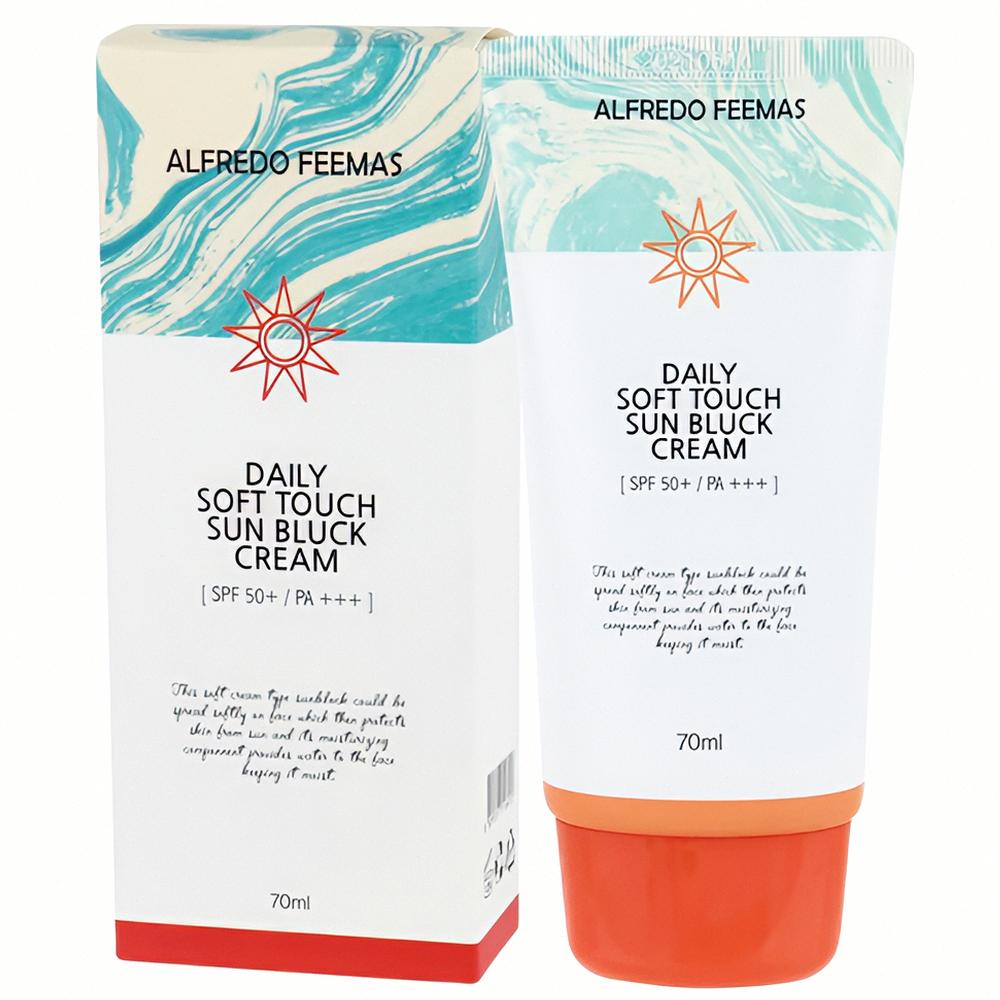 ALFREDO FEEMAS
DAILY
SOFT TOUCH
SUN BLUCK
CREAM
[ SPF 50+ / PA +++ ]
This soft cream type sunblock could be
spread softly on face which then protects
skin from sun and its moisturizing
component provides water to the face
keeping it moist.
70ml
ALFREDO FEEMAS
DAILY
SOFT TOUCH
SUN BLUCK
CREAM
[ SPF 50+ / PA +++ ]
This soft cream type sunblock could be
spread softly on face which then protects
skin from sun and its moisturizing
component provides water to the face
keeping it moist.
70ml